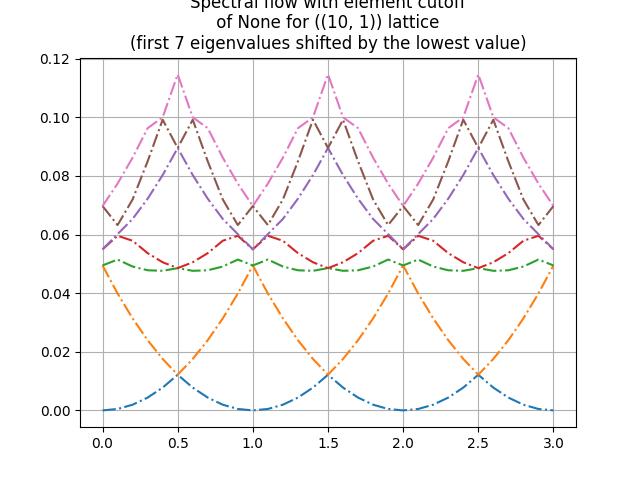 Spectral flow with element cutoff
of None for ((10, 1)) lattice
(first 7 eigenvalues shifted by the lowest value)
0.12
0.10
0.08
0.06
0.04
0.02
0.00
0.0 0.5 1.0 1.5 2.0 2.5 3.0